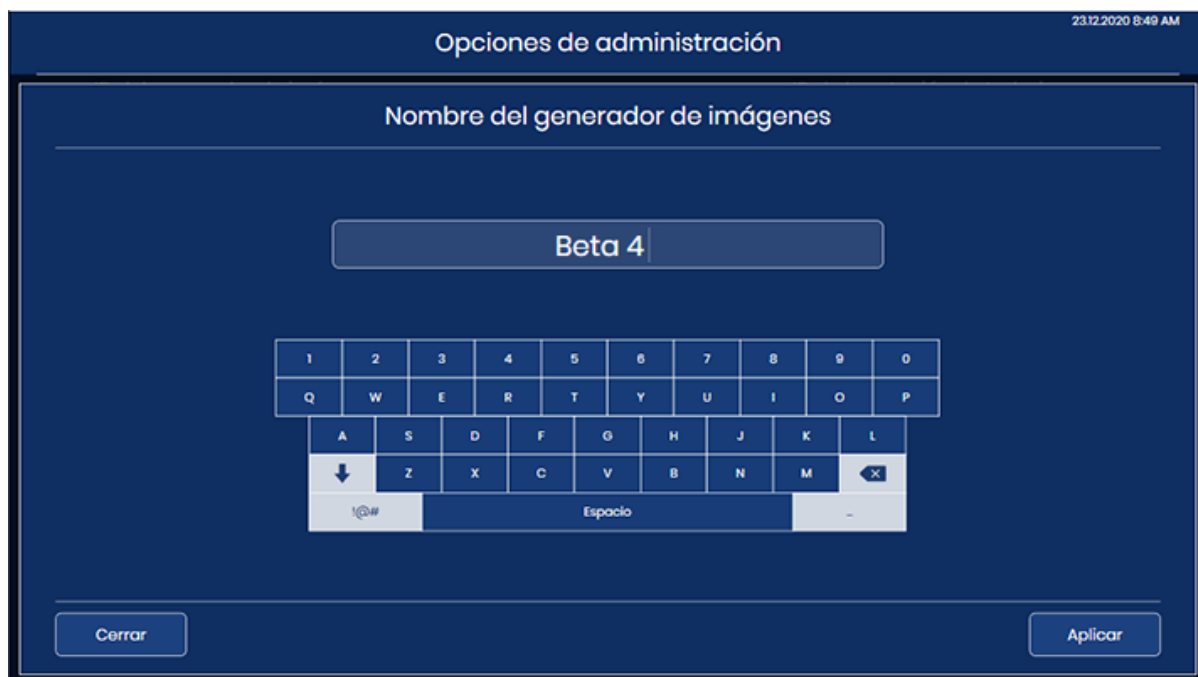 23.12.2020 8:49 AM
Opciones de administración
Nombre del generador de imágenes
Beta 4
1 2 3 4 5 6 7 8 9 0
Q W E R T Y U I O P
A S D F G H J K L
Z X C V B N M
!@# Espacio _
Cerrar Aplicar